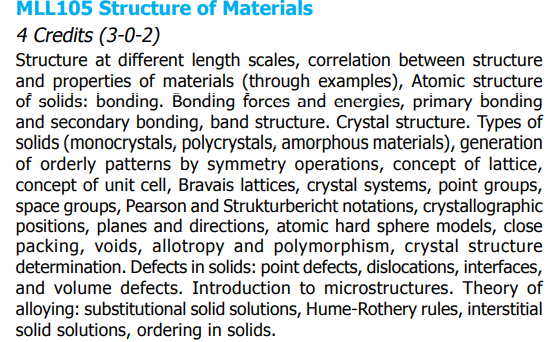 MLL105 Structure of Materials
4 Credits (3-0-2)
Structure at different length scales, correlation between structure
and properties of materials (through examples), Atomic structure
of solids: bonding. Bonding forces and energies, primary bonding
and secondary bonding, band structure. Crystal structure. Types of
solids (monocrystals, polycrystals, amorphous materials), generation
of orderly patterns by symmetry operations, concept of lattice,
concept of unit cell, Bravais lattices, crystal systems, point groups,
space groups, Pearson and Strukturbericht notations, crystallographic
positions, planes and directions, atomic hard sphere models, close
packing, voids, allotropy and polymorphism, crystal structure
determination. Defects in solids: point defects, dislocations, interfaces,
and volume defects. Introduction to microstructures. Theory of
alloying: substitutional solid solutions, Hume-Rothery rules, interstitial
solid solutions, ordering in solids.